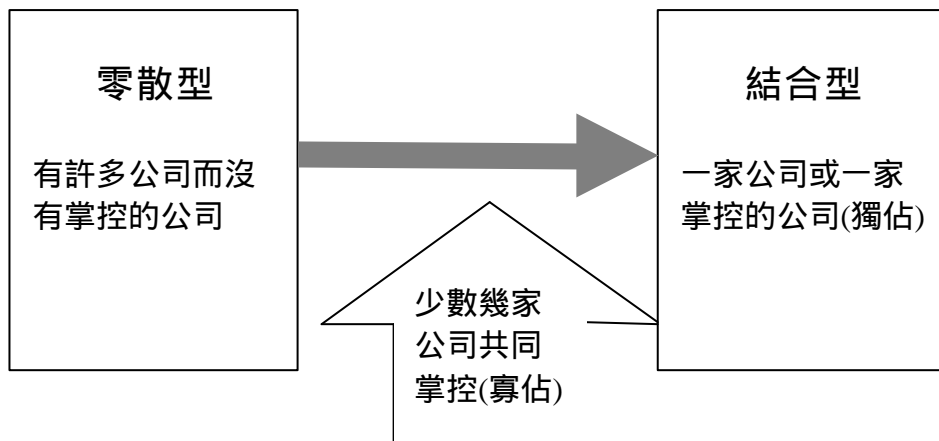 零散型
有許多公司而沒
有掌控的公司
結合型
一家公司或一家
掌控的公司(獨佔)
少數幾家
公司共同
掌控(寡佔)